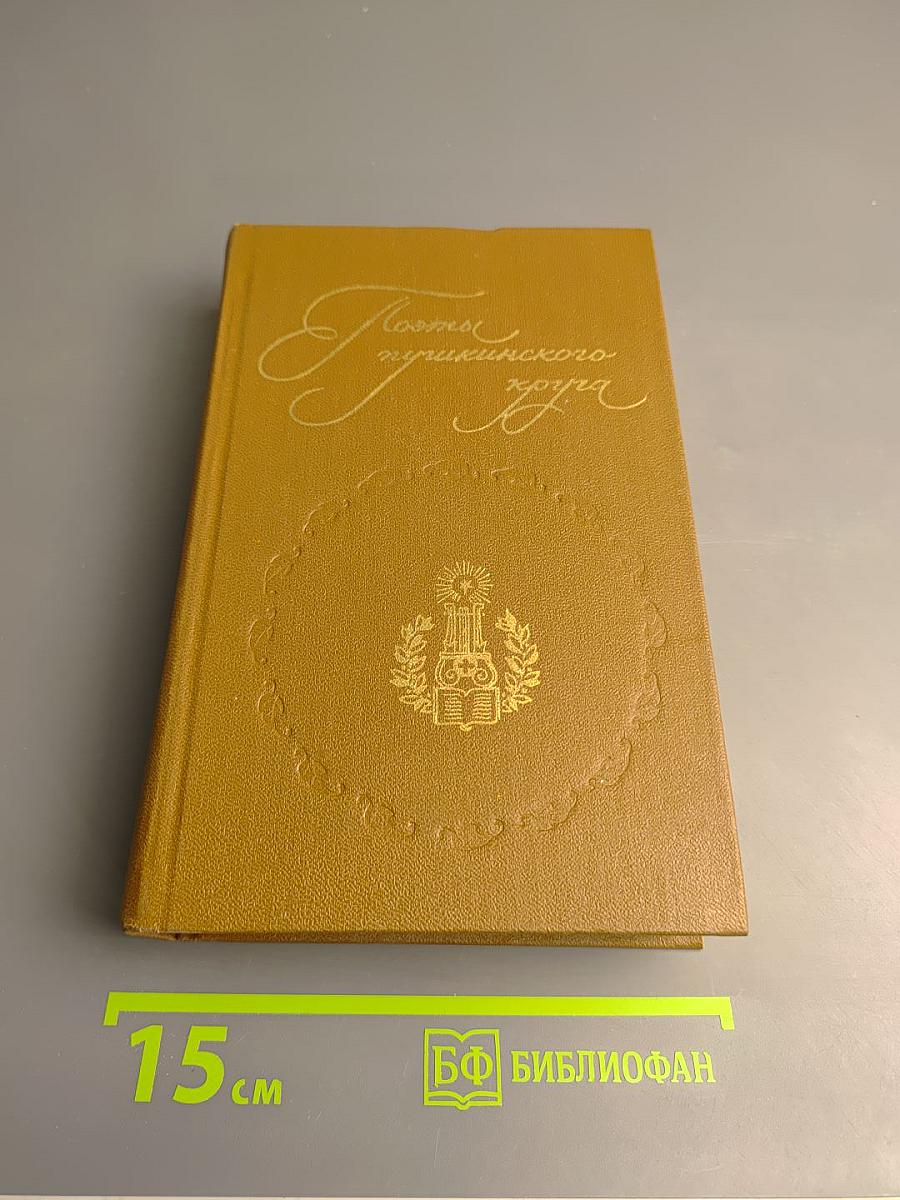 Поэты
пушкинского
круга
15 см
БФ БИБЛИОФАН